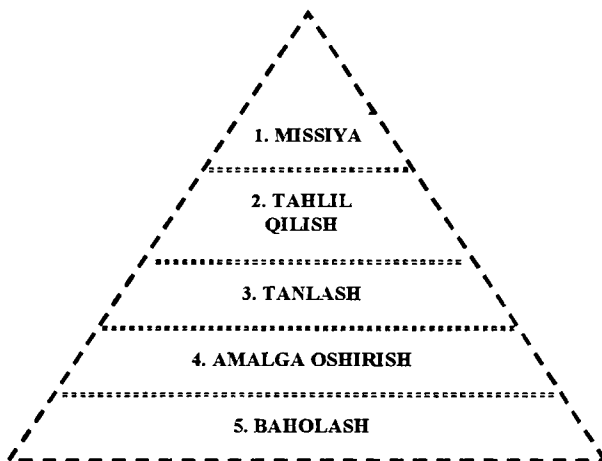 1. MISSIYA
2. TAHLIL
QILISH
3. TANLASH
4. AMALGA OSHIRISH
5. BAHOLASH